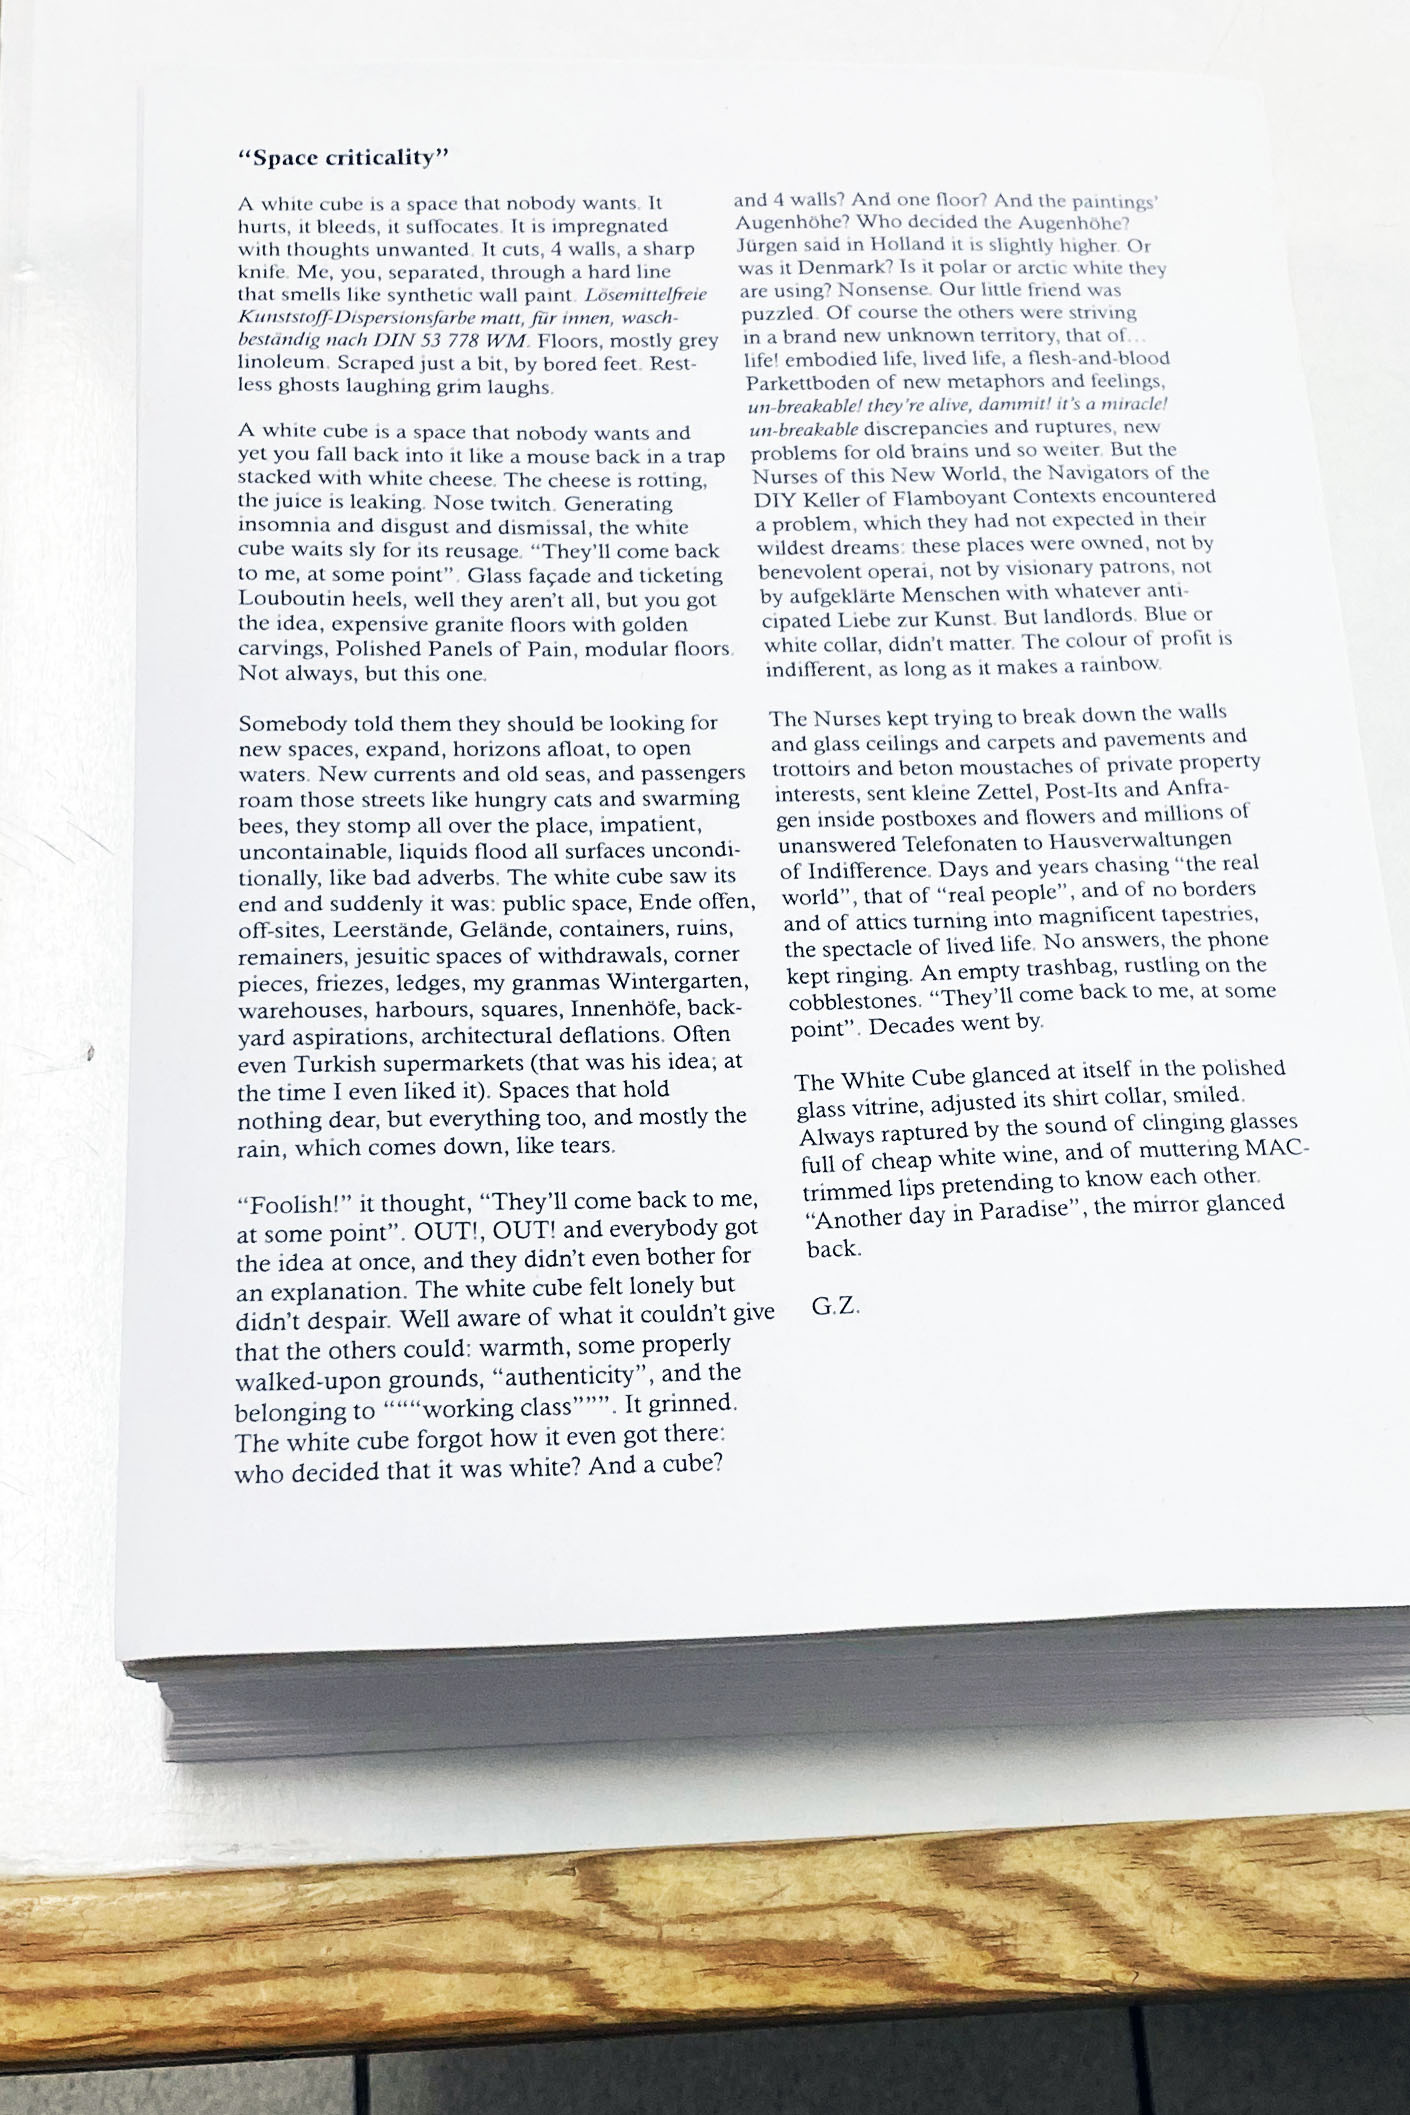 “Space criticality”
A white cube is a space that nobody wants. It
hurts, it bleeds, it suffocates. It is impregnated
with thoughts unwanted. It cuts, 4 walls, a sharp
knife. Me, you, separated, through a hard line
that smells like synthetic wall paint. Lösemittelfreie
Kunststoff-Dispersionsfarbe matt, für innen, wasch-
beständig nach DIN 53 778 WM. Floors, mostly grey
linoleum. Scraped just a bit, by bored feet. Rest-
less ghosts laughing grim laughs.
A white cube is a space that nobody wants and
yet you fall back into it like a mouse back in a trap
stacked with white cheese. The cheese is rotting,
the juice is leaking. Nose twitch. Generating
insomnia and disgust and dismissal, the white
cube waits sly for its reusage. “They’ll come back
to me, at some point”. Glass façade and ticketing
Louboutin heels, well they aren’t all, but you got
the idea, expensive granite floors with golden
carvings, Polished Panels of Pain, modular floors.
Not always, but this one.
Somebody told them they should be looking for
new spaces, expand, horizons afloat, to open
waters. New currents and old seas, and passengers
roam those streets like hungry cats and swarming
bees, they stomp all over the place, impatient,
uncontainable, liquids flood all surfaces uncondi-
tionally, like bad adverbs. The white cube saw its
end and suddenly it was: public space, Ende offen,
off-sites, Leerstände, Gelände, containers, ruins,
remainers, jesuitic spaces of withdrawals, corner
pieces, friezes, ledges, my granmas Wintergarten,
warehouses, harbours, squares, Innenhöfe, back-
yard aspirations, architectural deflations. Often
even Turkish supermarkets (that was his idea; at
the time I even liked it). Spaces that hold
nothing dear, but everything too, and mostly the
rain, which comes down, like tears.
“Foolish!” it thought, “They’ll come back to me,
at some point”. OUT!, OUT! and everybody got
the idea at once, and they didn’t even bother for
an explanation. The white cube felt lonely but
didn’t despair. Well aware of what it couldn’t give
that the others could: warmth, some properly
walked-upon grounds, “authenticity”, and the
belonging to “““working class”””. It grinned.
The white cube forgot how it even got there:
who decided that it was white? And a cube?
and 4 walls? And one floor? And the paintings’
Augenhöhe? Who decided the Augenhöhe?
Jürgen said in Holland it is slightly higher. Or
was it Denmark? Is it polar or arctic white they
are using? Nonsense. Our little friend was
puzzled. Of course the others were striving
in a brand new unknown territory, that of...
life! embodied life, lived life, a flesh-and-blood
Parkettboden of new metaphors and feelings,
un-breakable! they’re alive, dammit! it’s a miracle!
un-breakable discrepancies and ruptures, new
problems for old brains und so weiter. But the
Nurses of this New World, the Navigators of the
DIY Keller of Flamboyant Contexts encountered
a problem, which they had not expected in their
wildest dreams: these places were owned, not by
benevolent operai, not by visionary patrons, not
by aufgeklärte Menschen with whatever anti-
cipated Liebe zur Kunst. But landlords. Blue or
white collar, didn’t matter. The colour of profit is
indifferent, as long as it makes a rainbow.
The Nurses kept trying to break down the walls
and glass ceilings and carpets and pavements and
trottoirs and beton moustaches of private property
interests, sent kleine Zettel, Post-Its and Anfra-
gen inside postboxes and flowers and millions of
unanswered Telefonaten to Hausverwaltungen
of Indifference. Days and years chasing “the real
world”, that of “real people”, and of no borders
and of attics turning into magnificent tapestries,
the spectacle of lived life. No answers, the phone
kept ringing. An empty trashbag, rustling on the
cobblestones. “They’ll come back to me, at some
point”. Decades went by.
The White Cube glanced at itself in the polished
glass vitrine, adjusted its shirt collar, smiled.
Always raptured by the sound of clinging glasses
full of cheap white wine, and of muttering MAC-
trimmed lips pretending to know each other.
“Another day in Paradise”, the mirror glanced
back.
G.Z.